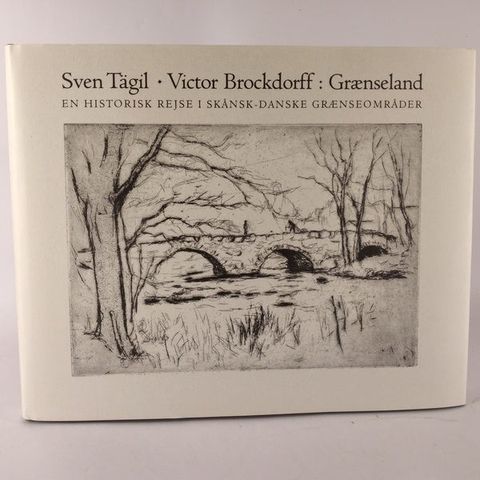 Sven Tägil · Victor Brockdorff : Grænseland
EN HISTORISK REJSE I SKÅNSK-DANSKE GRÆNSEOMRÅDER